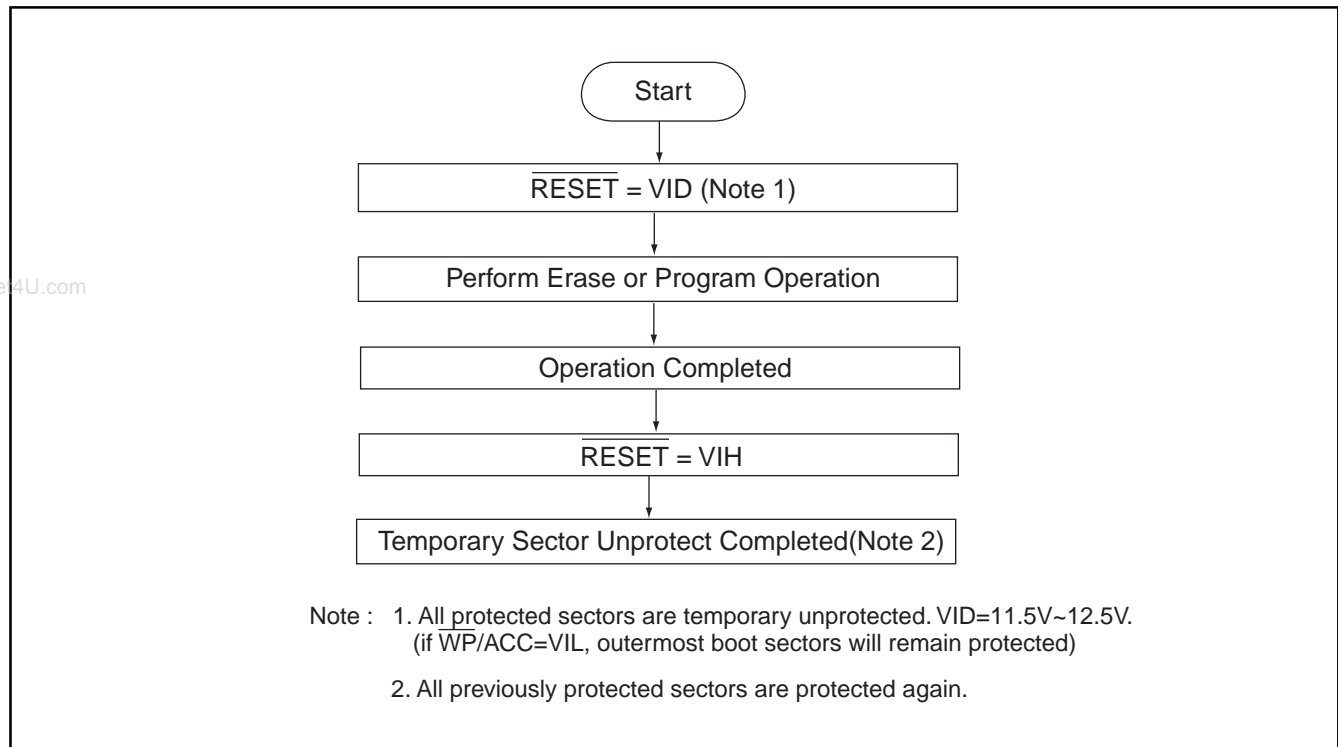 Start
RESET = VID (Note 1)
Perform Erase or Program Operation
et4U.com
Operation Completed
RESET = VIH
Temporary Sector Unprotect Completed(Note 2)
Note : 1. All protected sectors are temporary unprotected. VID=11.5V~12.5V.
(if WP/ACC=VIL, outermost boot sectors will remain protected)
2. All previously protected sectors are protected again.